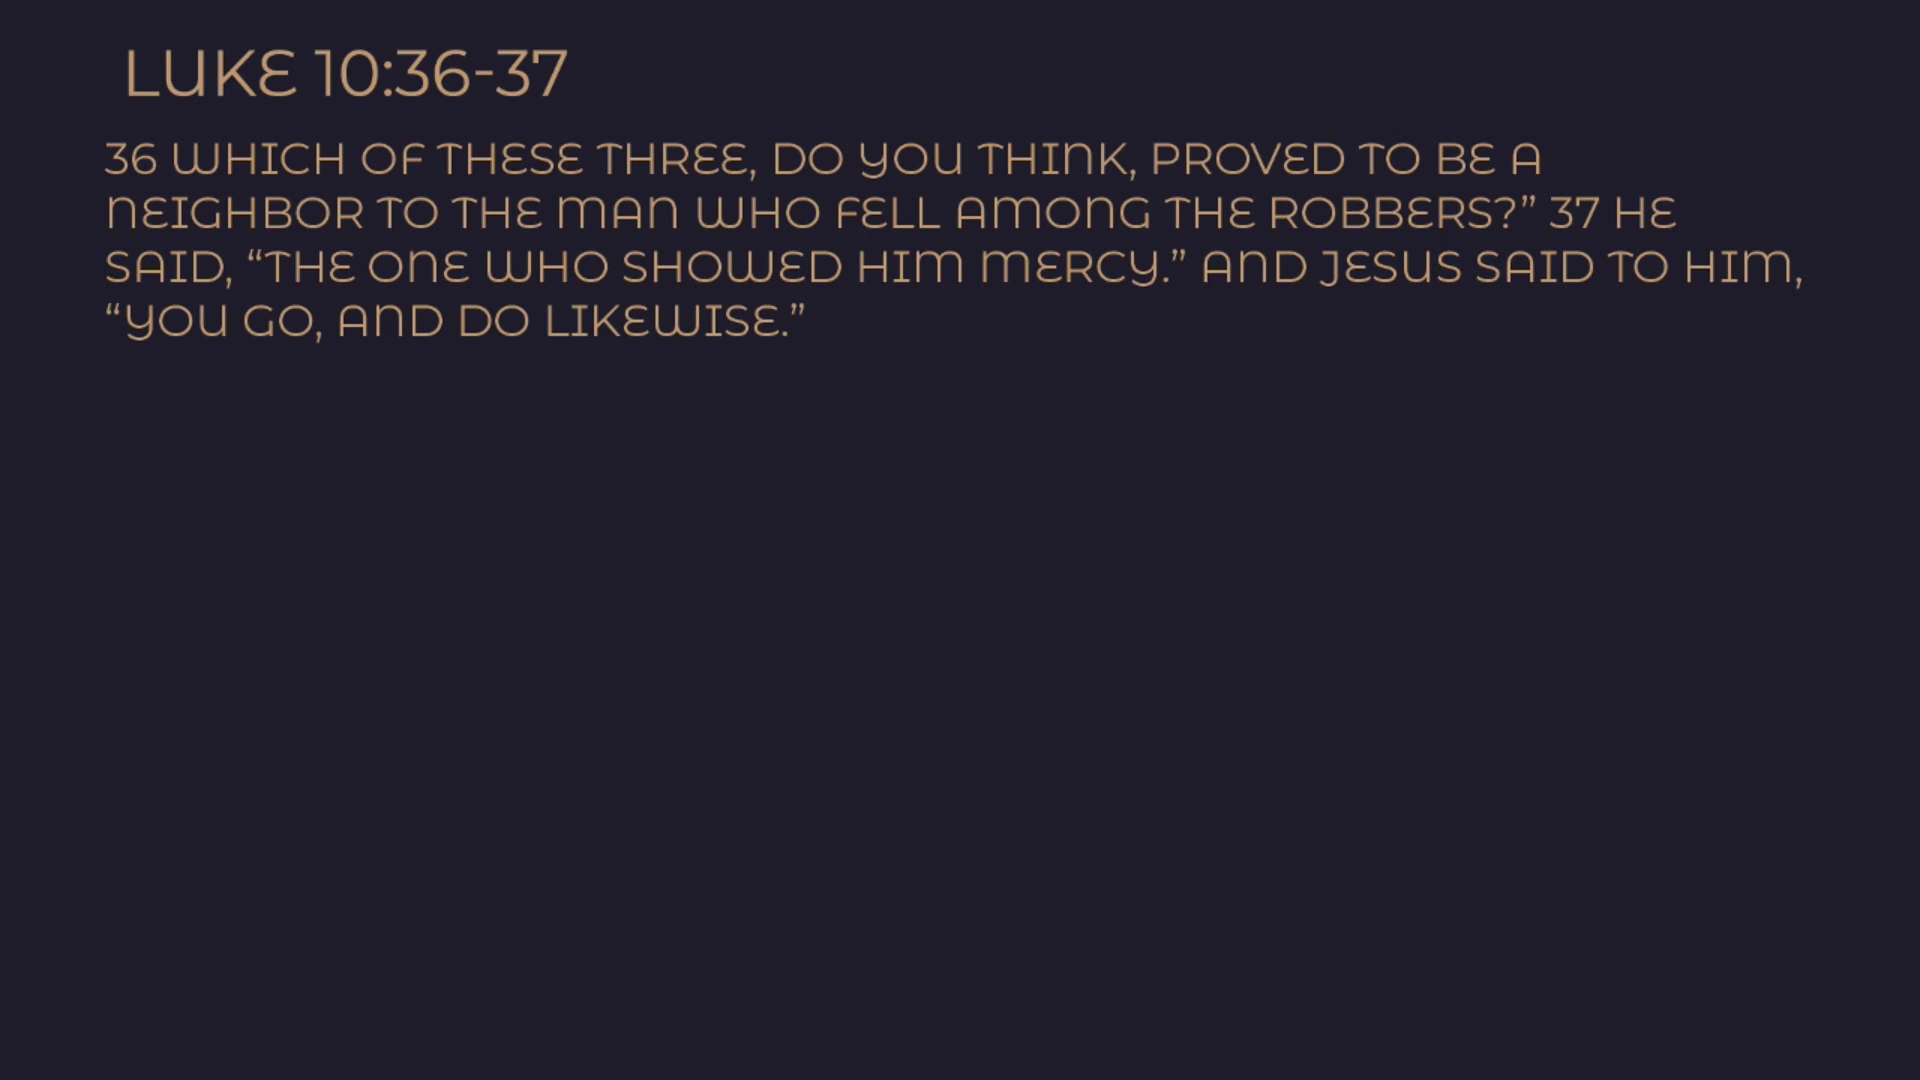 LUKE 10:36-37
36 WHICH OF THESE THREE, DO YOU THINK, PROVED TO BE A
NEIGHBOR TO THE MAN WHO FELL AMONG THE ROBBERS?” 37 HE
SAID, “THE ONE WHO SHOWED HIM MERCY.” AND JESUS SAID TO HIM,
“YOU GO, AND DO LIKEWISE.”